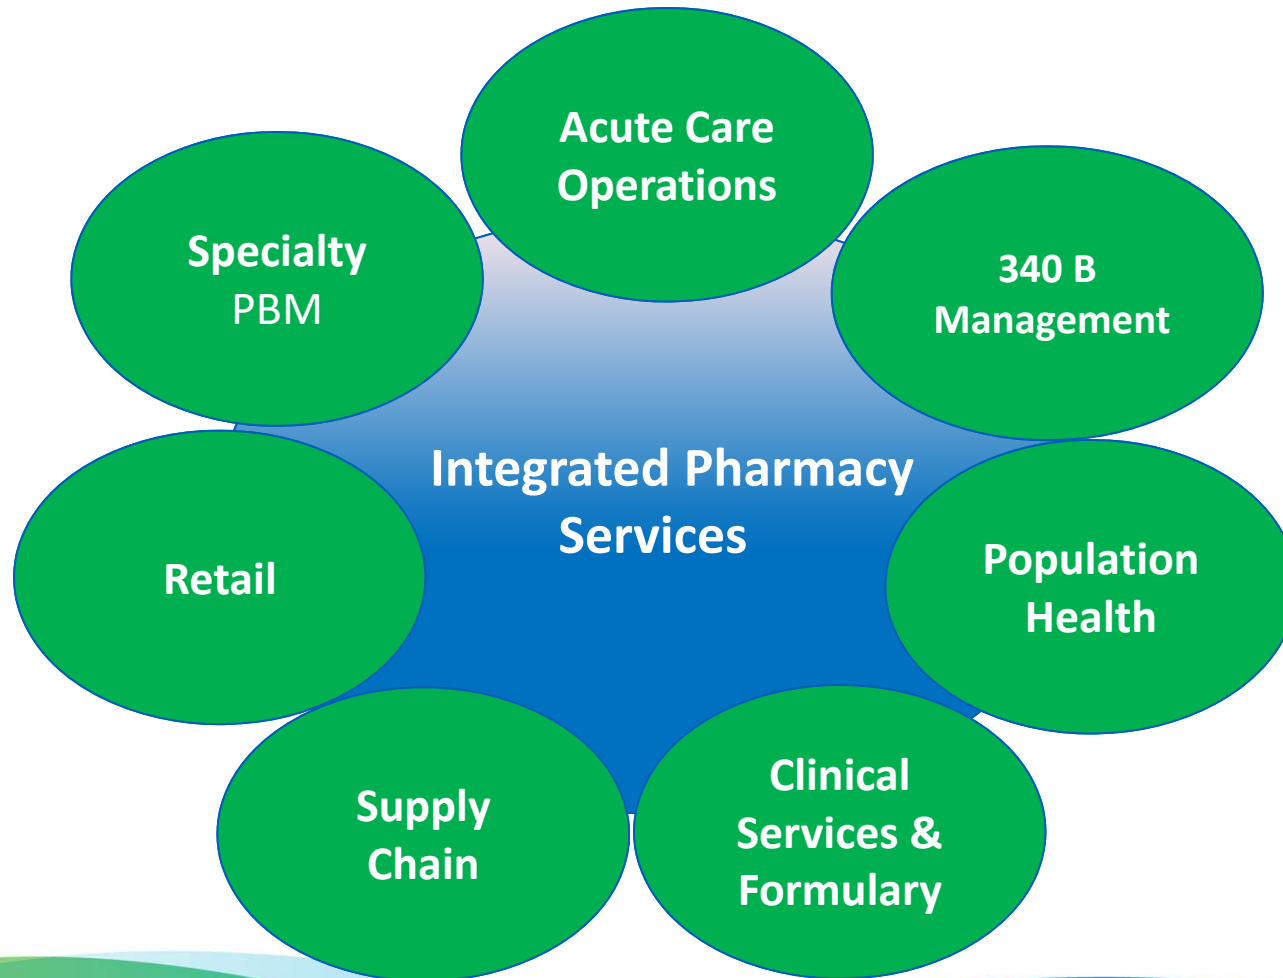 Acute Care
Operations
Specialty
PBM
340 B
Management
Integrated Pharmacy
Services
Retail
Population
Health
Supply
Chain
Clinical
Services &
Formulary